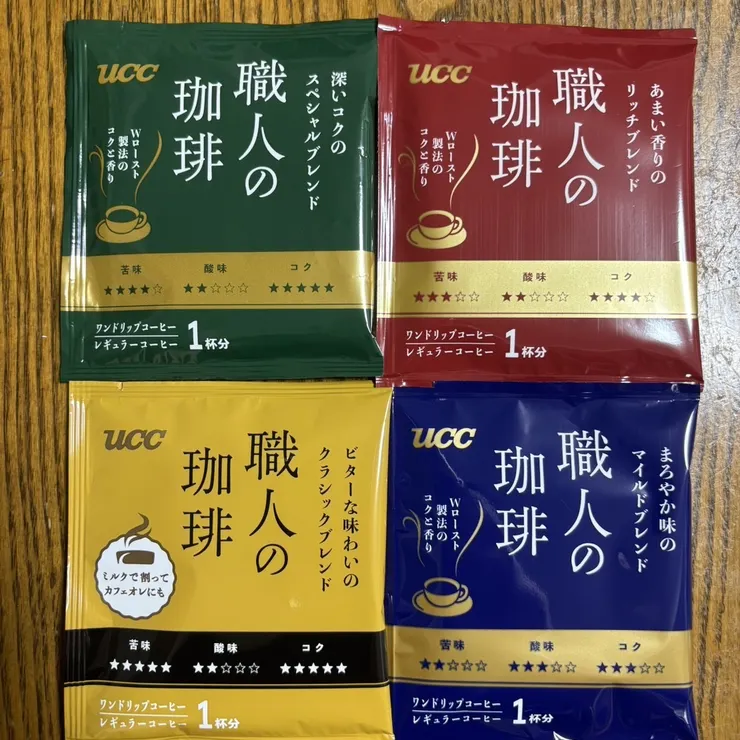 UCC
深いコクの
スペシャルブレンド
職人の
珈琲
Wロースト
製法の
コクと香り
苦味 酸味 コク
★★★★☆ ★★☆☆☆ ★★★★★
ワンドリップコーヒー
レギュラーコーヒー
1杯分
UCC
あまい香りの
リッチブレンド
職人の
珈琲
Wロースト
製法の
コクと香り
苦味 酸味 コク
★★★☆☆ ★★☆☆☆ ★★★★☆
ワンドリップコーヒー
レギュラーコーヒー
1杯分
UCC
ビターな味わいの
クラシックブレンド
職人の
珈琲
ミルクで割って
カフェオレにも
苦味 酸味 コク
★★★★★ ★★☆☆☆ ★★★★★
ワンドリップコーヒー
レギュラーコーヒー
1杯分
UCC
まろやか味の
マイルドブレンド
職人の
珈琲
Wロースト
製法の
コクと香り
苦味 酸味 コク
★★☆☆☆ ★★★☆☆ ★★★☆☆
ワンドリップコーヒー
レギュラーコーヒー
1杯分